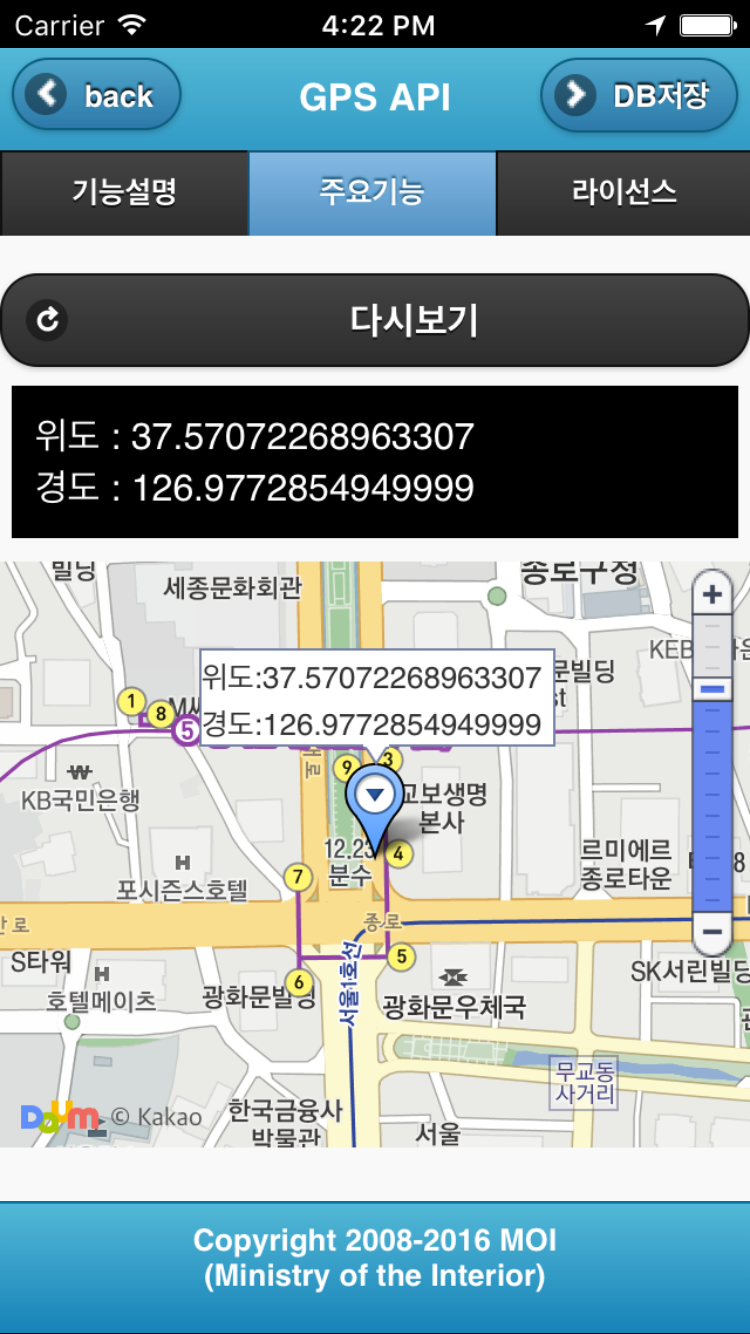 Carrier
4:22 PM
back
GPS API
DB저장
기능설명
주요기능
라이선스
다시보기
위도 : 37.57072268963307
경도 : 126.9772854949999
빌딩
세종문화회관
종로구청
KEB
위도:37.57072268963307
경도:126.9772854949999
1
8
5
9
3
KB국민은행
교보생명
본사
12.23
분수
4
르미에르
종로타운
8
포시즌스호텔
7
로
종로
S타워
호텔메이츠
광화문빌딩
6
5
서울1호선
광화문우체국
SK서린빌딩
무교동
사거리
Daum © Kakao
한국금융사
박물관
서울
Copyright 2008-2016 MOI
(Ministry of the Interior)